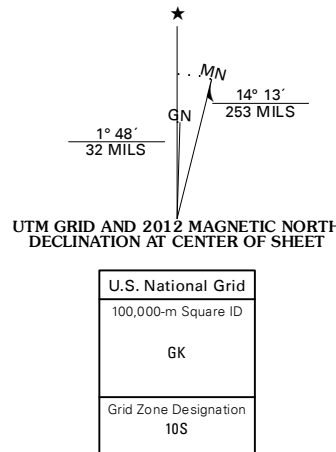 ★
MN
GN
14° 13´
253 MILS
1° 48´
32 MILS
UTM GRID AND 2012 MAGNETIC NORTH
DECLINATION AT CENTER OF SHEET
U.S. National Grid
100,000-m Square ID
GK
Grid Zone Designation
10S